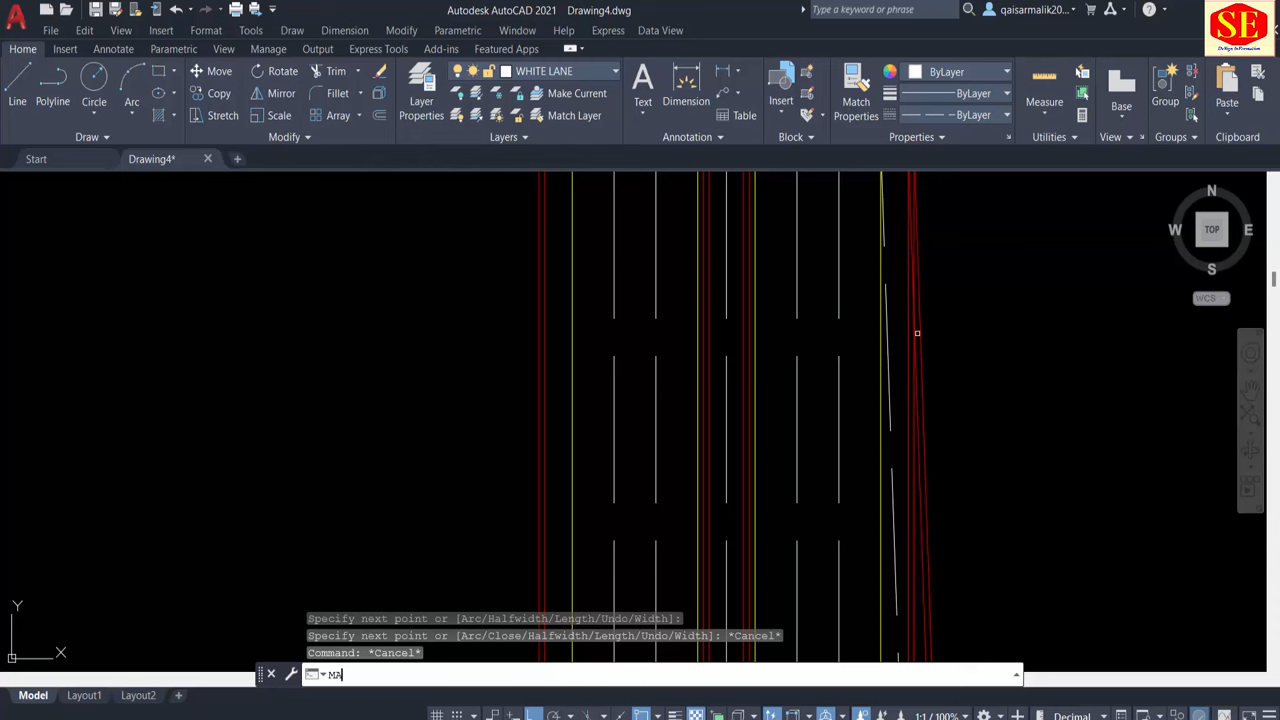 Autodesk AutoCAD 2021 Drawing4.dwg
Type a keyword or phrase
qaisarmalik20...
SE
DeSign InFormation
File Edit View Insert Format Tools Draw Dimension Modify Parametric Window Help Express Data View
Home Insert Annotate Parametric View Manage Output Express Tools Add-ins Featured Apps
Line Polyline Circle Arc
Move Rotate Trim
Copy Mirror Fillet
Stretch Scale Array
Layer Properties
WHITE LANE
Make Current
Match Layer
Text Dimension Table
Insert
Match Properties
ByLayer
ByLayer
ByLayer
Measure Group Base Paste
Draw Modify Layers Annotation Block Properties Groups Utilities View Clipboard
Start Drawing4*
N
W TOP E
S
WCS
Y
X
Specify next point or [Arc/Halfwidth/Length/Undo/Width]:
Specify next point or [Arc/Close/Halfwidth/Length/Undo/Width]: *Cancel*
Command: *Cancel*
MA
Model Layout1 Layout2
1:1 / 100% Decimal